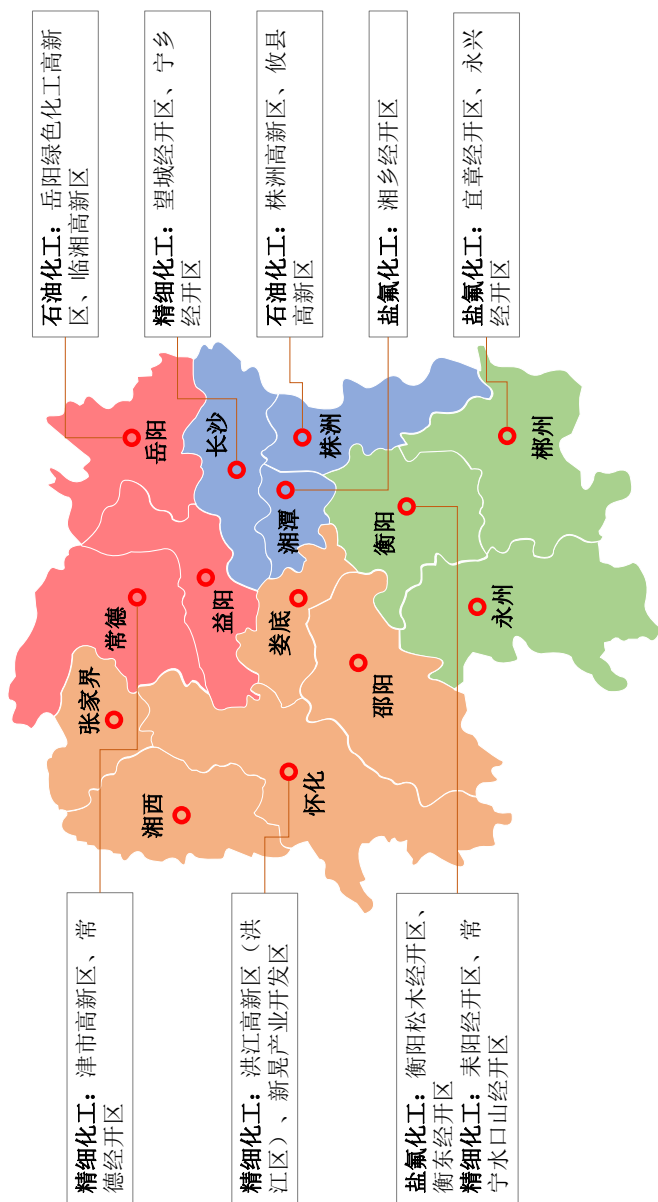 精细化工：津市高新区、常
德经开区
精细化工：洪江高新区（洪
江区）、新晃产业开发区
盐氟化工：衡阳松木经开区、
衡东经开区
精细化工：耒阳经开区、常
宁水口山经开区
石油化工：岳阳绿色化工高新
区、临湘高新区
精细化工：望城经开区、宁乡
经开区
石油化工：株洲高新区、攸县
高新区
盐氟化工：湘乡经开区
盐氟化工：宜章经开区、永兴
经开区
张家界
常德
岳阳
湘西
益阳
长沙
怀化
娄底
湘潭
株洲
邵阳
衡阳
永州
郴州